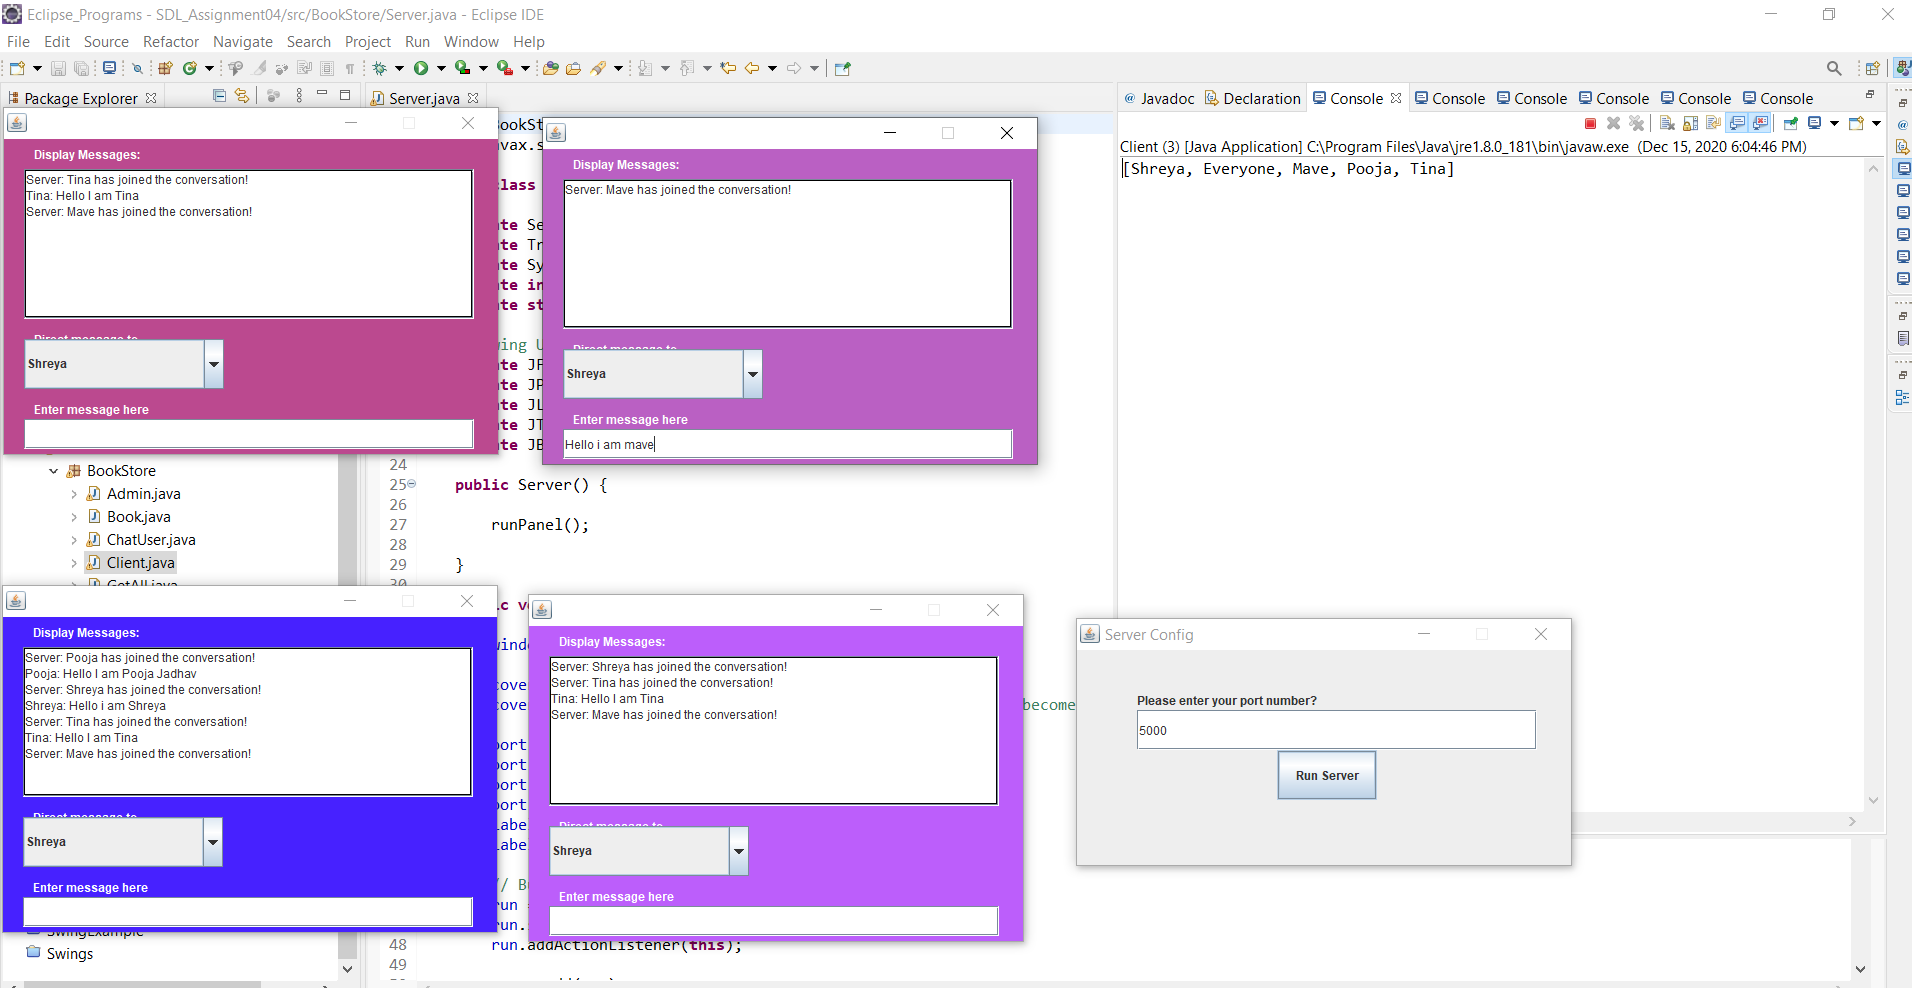 Eclipse_Programs - SDL_Assignment04/src/BookStore/Server.java - Eclipse IDE
File Edit Source Refactor Navigate Search Project Run Window Help
Package Explorer
Server.java
@ Javadoc Declaration Console Console Console Console Console Console
Client (3) [Java Application] C:\Program Files\Java\jre1.8.0_181\bin\javaw.exe (Dec 15, 2020 6:04:46 PM)
[Shreya, Everyone, Mave, Pooja, Tina]
Display Messages:
Server: Tina has joined the conversation!
Tina: Hello I am Tina
Server: Mave has joined the conversation!
Direct message to
Shreya
Enter message here
Display Messages:
Server: Mave has joined the conversation!
Direct message to
Shreya
Enter message here
Hello i am mave
class
BookStore
Admin.java
Book.java
ChatUser.java
Client.java
GetAll.java
24
25 public Server() {
26
27 runPanel();
28
29 }
30
Display Messages:
Server: Pooja has joined the conversation!
Pooja: Hello I am Pooja Jadhav
Server: Shreya has joined the conversation!
Shreya: Hello i am Shreya
Server: Tina has joined the conversation!
Tina: Hello I am Tina
Server: Mave has joined the conversation!
Direct message to
Shreya
Enter message here
Display Messages:
Server: Shreya has joined the conversation!
Server: Tina has joined the conversation!
Tina: Hello I am Tina
Server: Mave has joined the conversation!
Direct message to
Shreya
Enter message here
become
Server Config
Please enter your port number?
5000
Run Server
SwingExample
Swings
48 run.addActionListener(this);
49